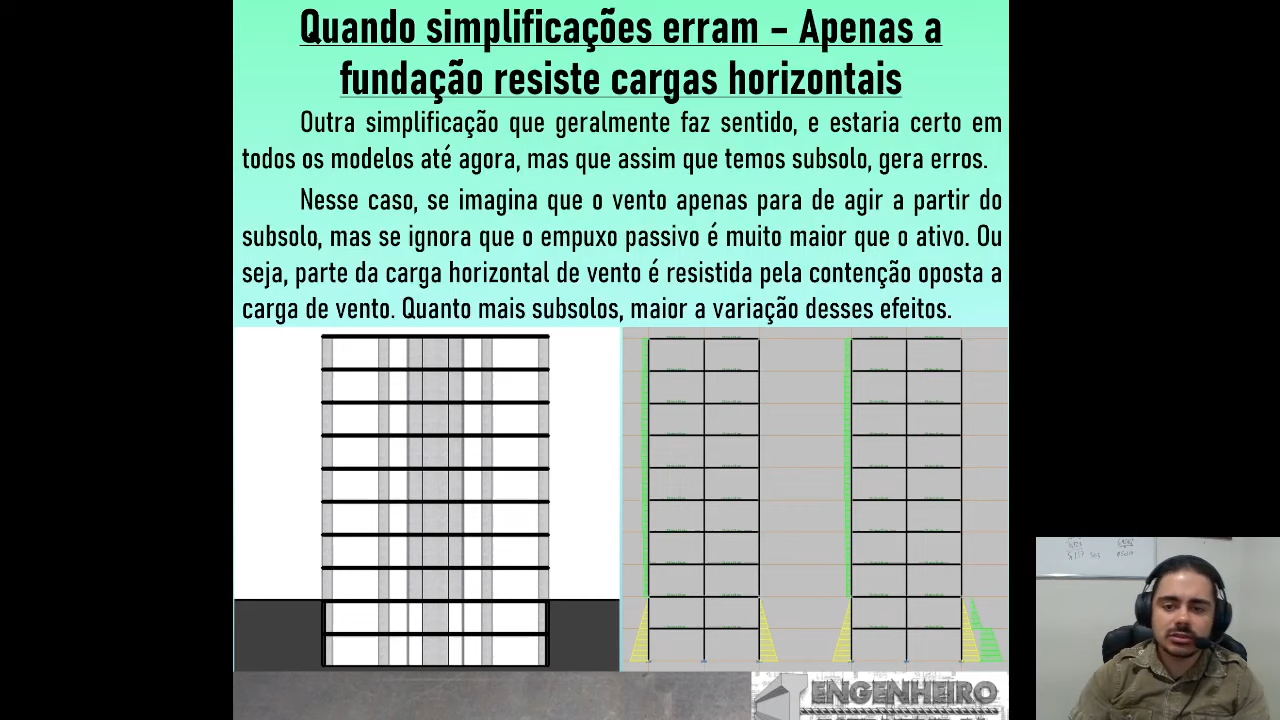 Quando simplificações erram – Apenas a
fundação resiste cargas horizontais
Outra simplificação que geralmente faz sentido, e estaria certo em
todos os modelos até agora, mas que assim que temos subsolo, gera erros.
Nesse caso, se imagina que o vento apenas para de agir a partir do
subsolo, mas se ignora que o empuxo passivo é muito maior que o ativo. Ou
seja, parte da carga horizontal de vento é resistida pela contenção oposta a
carga de vento. Quanto mais subsolos, maior a variação desses efeitos.
ENGENHEIRO